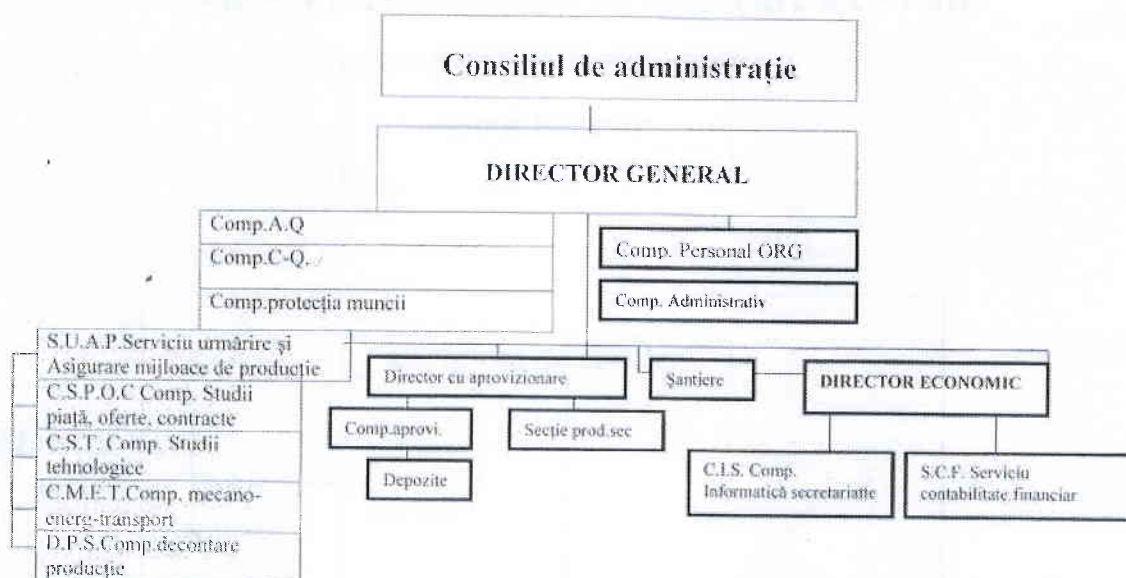 Consiliul de administrație
DIRECTOR GENERAL
Comp.A.Q
Comp.C-Q.
Comp.protecția muncii
Comp. Personal ORG
Comp. Administrativ
S.U.A.P.Serviciu urmărire și
Asigurare mijloace de producție
C.S.P.O.C Comp. Studii
piață, oferte, contracte
C.S.T. Comp. Studii
tehnologice
C.M.E.T.Comp. mecano-
energ-transport
D.P.S.Comp.decontare
producție
Director cu aprovizionare
Șantiere
DIRECTOR ECONOMIC
Comp.aprovi.
Secție prod.sec
Depozite
C.I.S. Comp.
Informatică secretariatte
S.C.F. Serviciu
contabilitate financiar